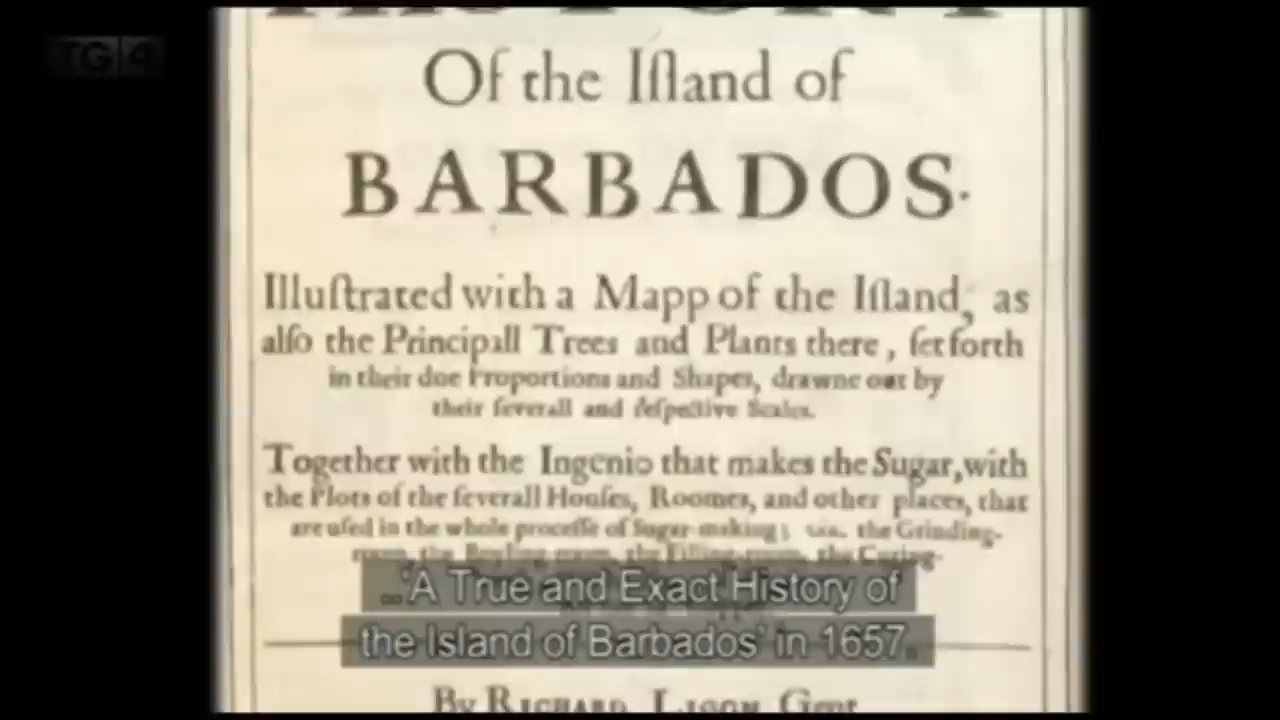 TG4
Of the Iſland of
BARBADOS.
Illuſtrated with a Mapp of the Iſland, as
alſo the Principall Trees and Plants there, ſet forth
in their due Proportions and Shapes, drawne out by
their ſeverall and reſpective Scales.
Together with the Ingenio that makes the Sugar, with
the Plots of the ſeverall Houſes, Roomes, and other places, that
are uſed in the whole proceſſe of Sugar-making; the Grinding-
room, the Boyling-room, the Filling-room, the Curing-
...'A True and Exact History of
the Island of Barbados' in 1657.
By RICHARD LIGON Gent